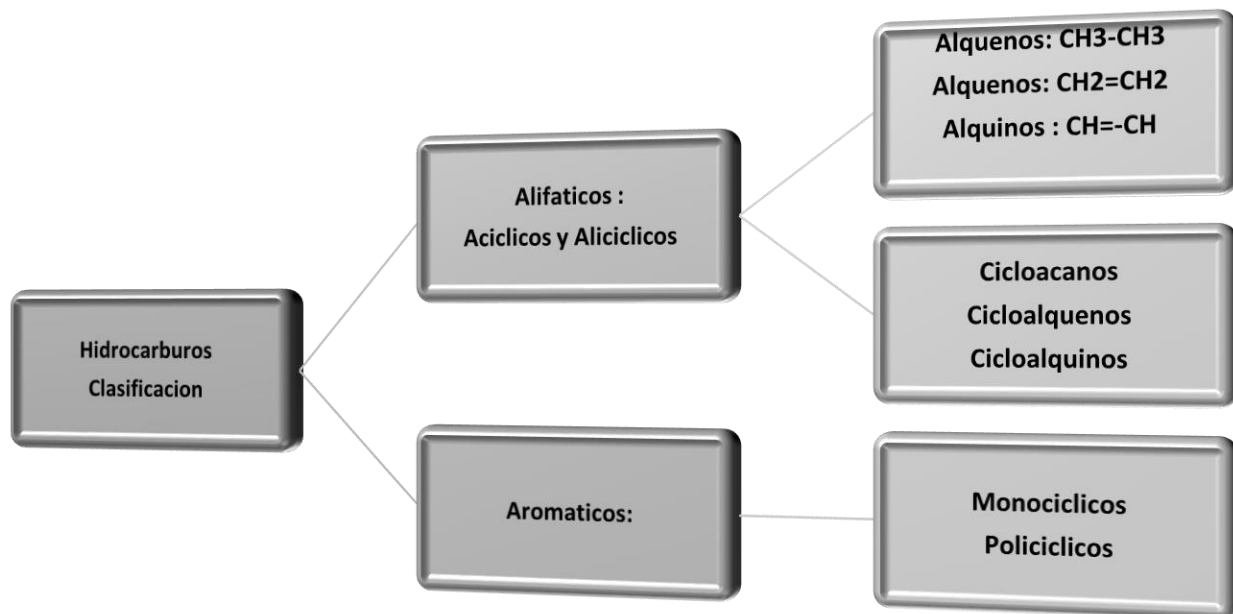 Hidrocarburos
Clasificacion
Alifaticos :
Aciclicos y Aliciclicos
Aromaticos:
Alquenos: CH3-CH3
Alquenos: CH2=CH2
Alquinos : CH=-CH
Cicloacanos
Cicloalquenos
Cicloalquinos
Monociclicos
Policiclicos